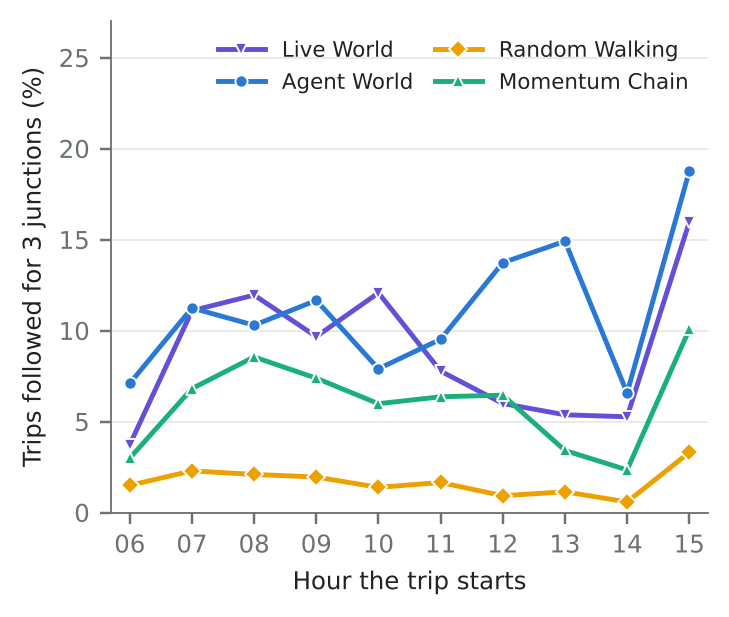 Live World
Agent World
Random Walking
Momentum Chain
Trips followed for 3 junctions (%)
25
20
15
10
5
0
06 07 08 09 10 11 12 13 14 15
Hour the trip starts